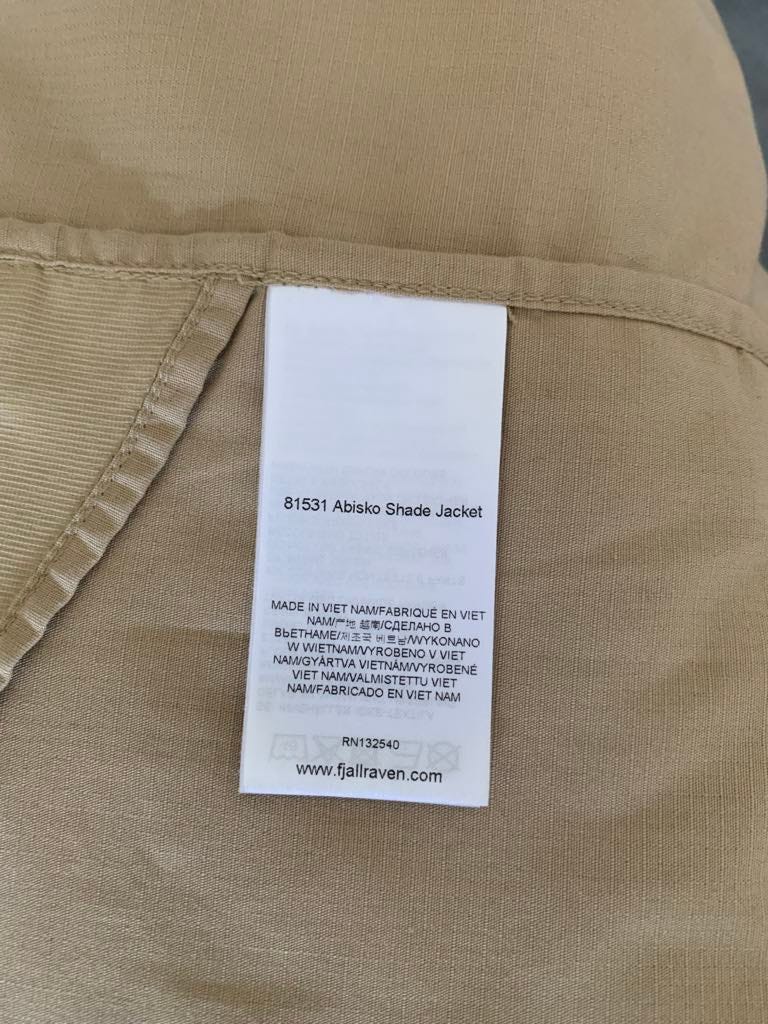 81531 Abisko Shade Jacket
MADE IN VIET NAM/FABRIQUÉ EN VIET
NAM/产地 越南/СДЕЛАНО В
ВЬЕТНАМЕ/제조국 베트남/WYKONANO
W WIETNAM/VYROBENO V VIET
NAM/GYÁRTVA VIETNÁM/VYROBENÉ
VIET NAM/VALMISTETTU VIET
NAM/FABRICADO EN VIET NAM
RN132540
www.fjallraven.com